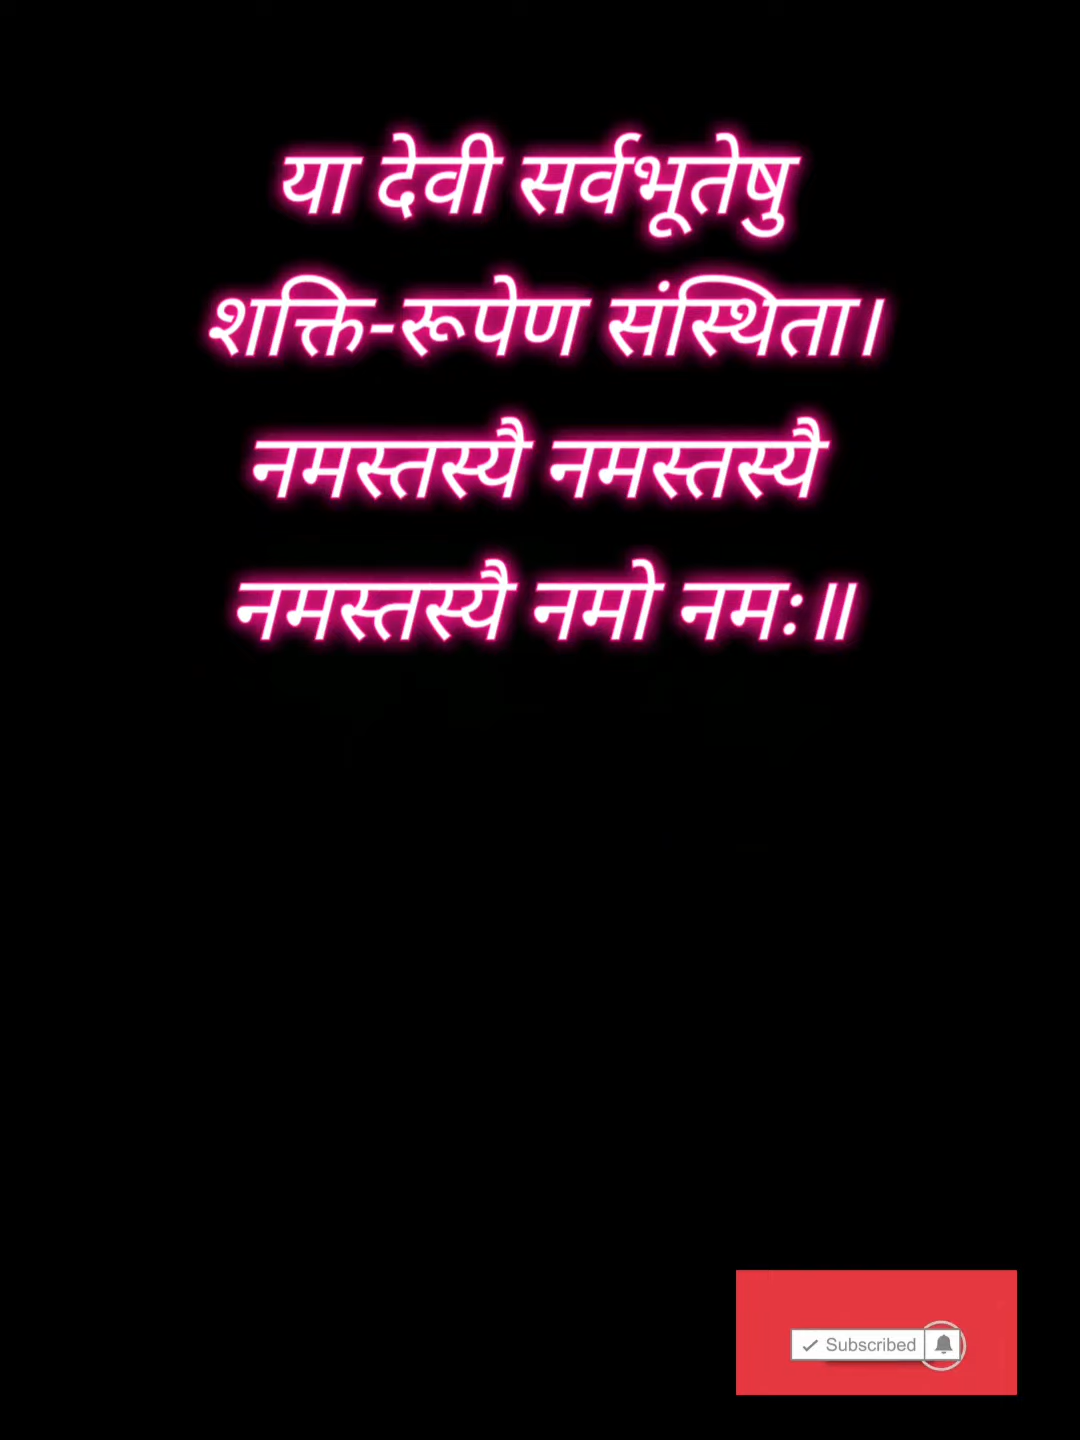 या देवी सर्वभूतेषु
शक्ति-रूपेण संस्थिता।
नमस्तस्यै नमस्तस्यै
नमस्तस्यै नमो नमः॥
Subscribed